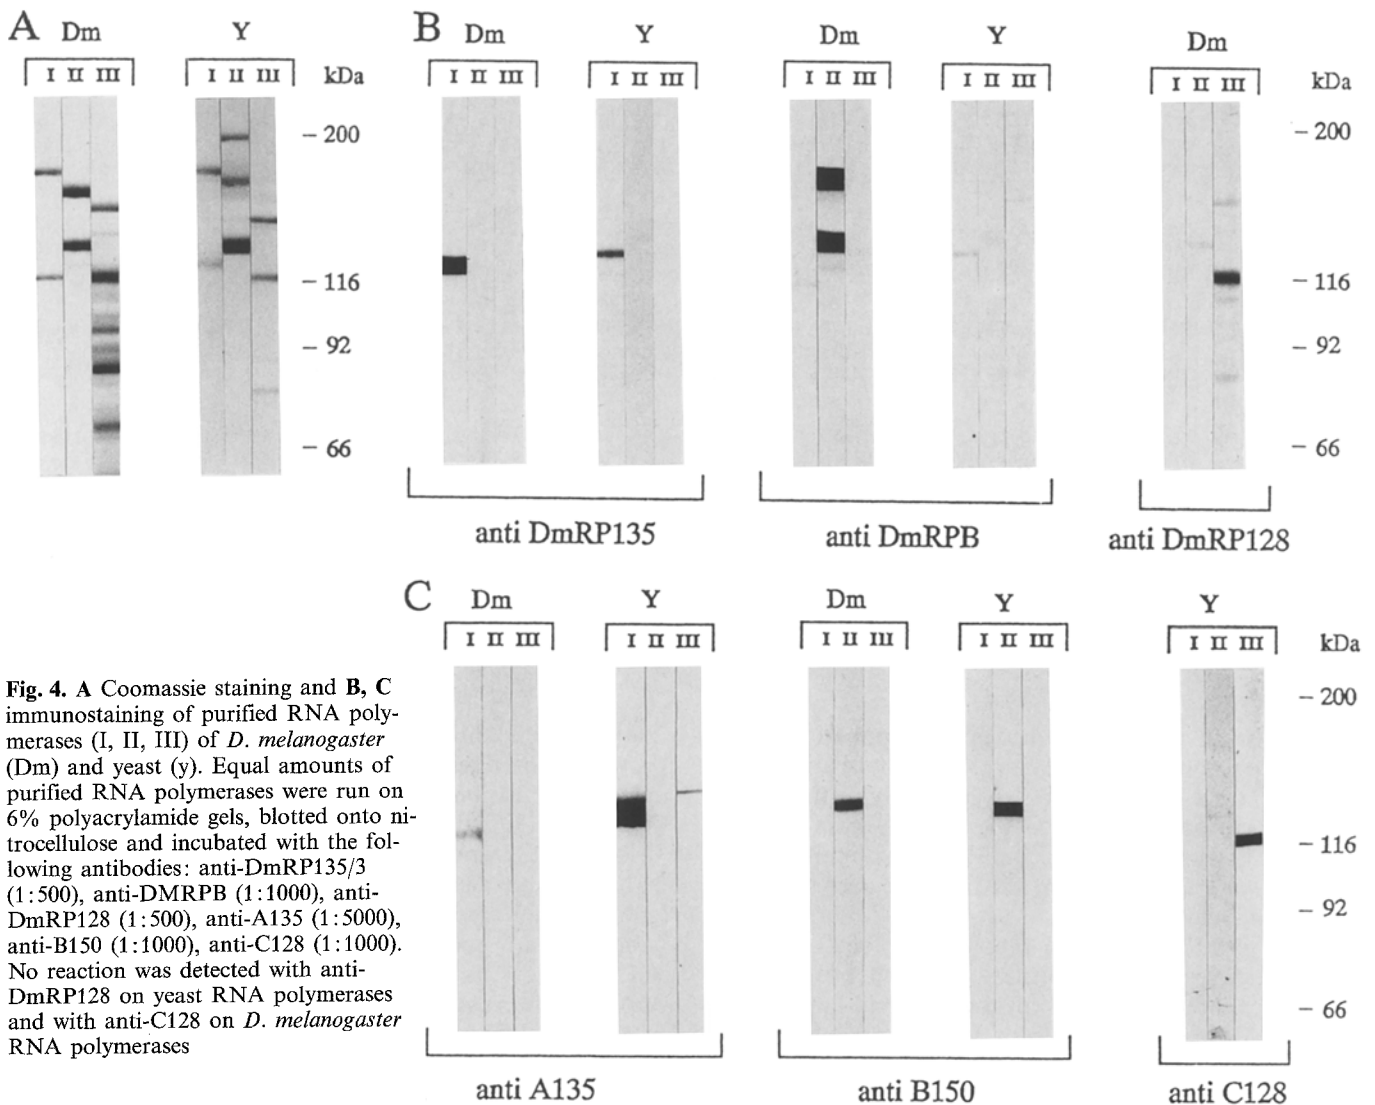 A Dm Y B Dm Y Dm Y Dm
I II III I II III kDa I II III I II III I II III I II III I II III kDa
– 200 – 200
– 116 – 116
– 92 – 92
– 66 – 66
anti DmRP135 anti DmRPB anti DmRP128
C Dm Y Dm Y Y
I II III I II III I II III I II III I II III kDa
– 200
– 116
– 92
– 66
anti A135 anti B150 anti C128
Fig. 4. A Coomassie staining and B, C
immunostaining of purified RNA poly-
merases (I, II, III) of D. melanogaster
(Dm) and yeast (y). Equal amounts of
purified RNA polymerases were run on
6% polyacrylamide gels, blotted onto ni-
trocellulose and incubated with the fol-
lowing antibodies: anti-DmRP135/3
(1:500), anti-DMRPB (1:1000), anti-
DmRP128 (1:500), anti-A135 (1:5000),
anti-B150 (1:1000), anti-C128 (1:1000).
No reaction was detected with anti-
DmRP128 on yeast RNA polymerases
and with anti-C128 on D. melanogaster
RNA polymerases